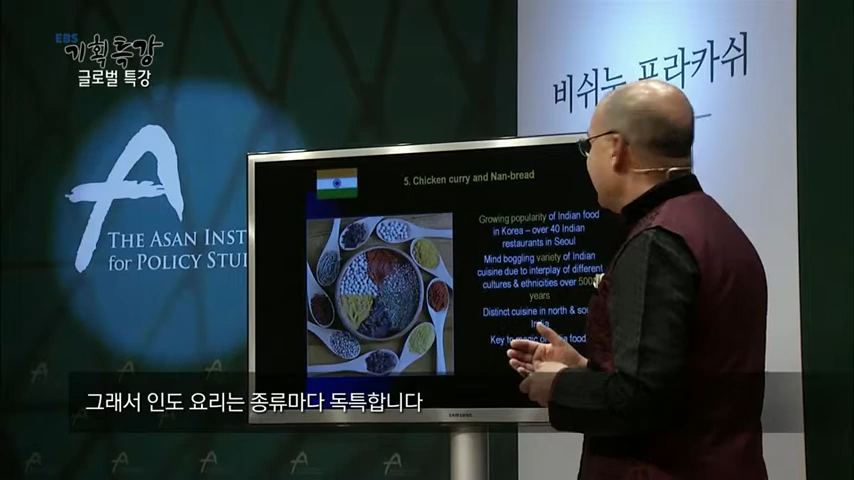 EBS
기획특강
글로벌 특강
비쉬누 프라카쉬
THE ASAN INST
for POLICY STU
5. Chicken curry and Nan-bread
Growing popularity of Indian food
in Korea – over 40 Indian
restaurants in Seoul
Mind boggling variety of Indian
cuisine due to interplay of different
cultures & ethnicities over 5000
years
Distinct cuisine in north &
India
Key to magic food
SAMSUNG
그래서 인도 요리는 종류마다 독특합니다